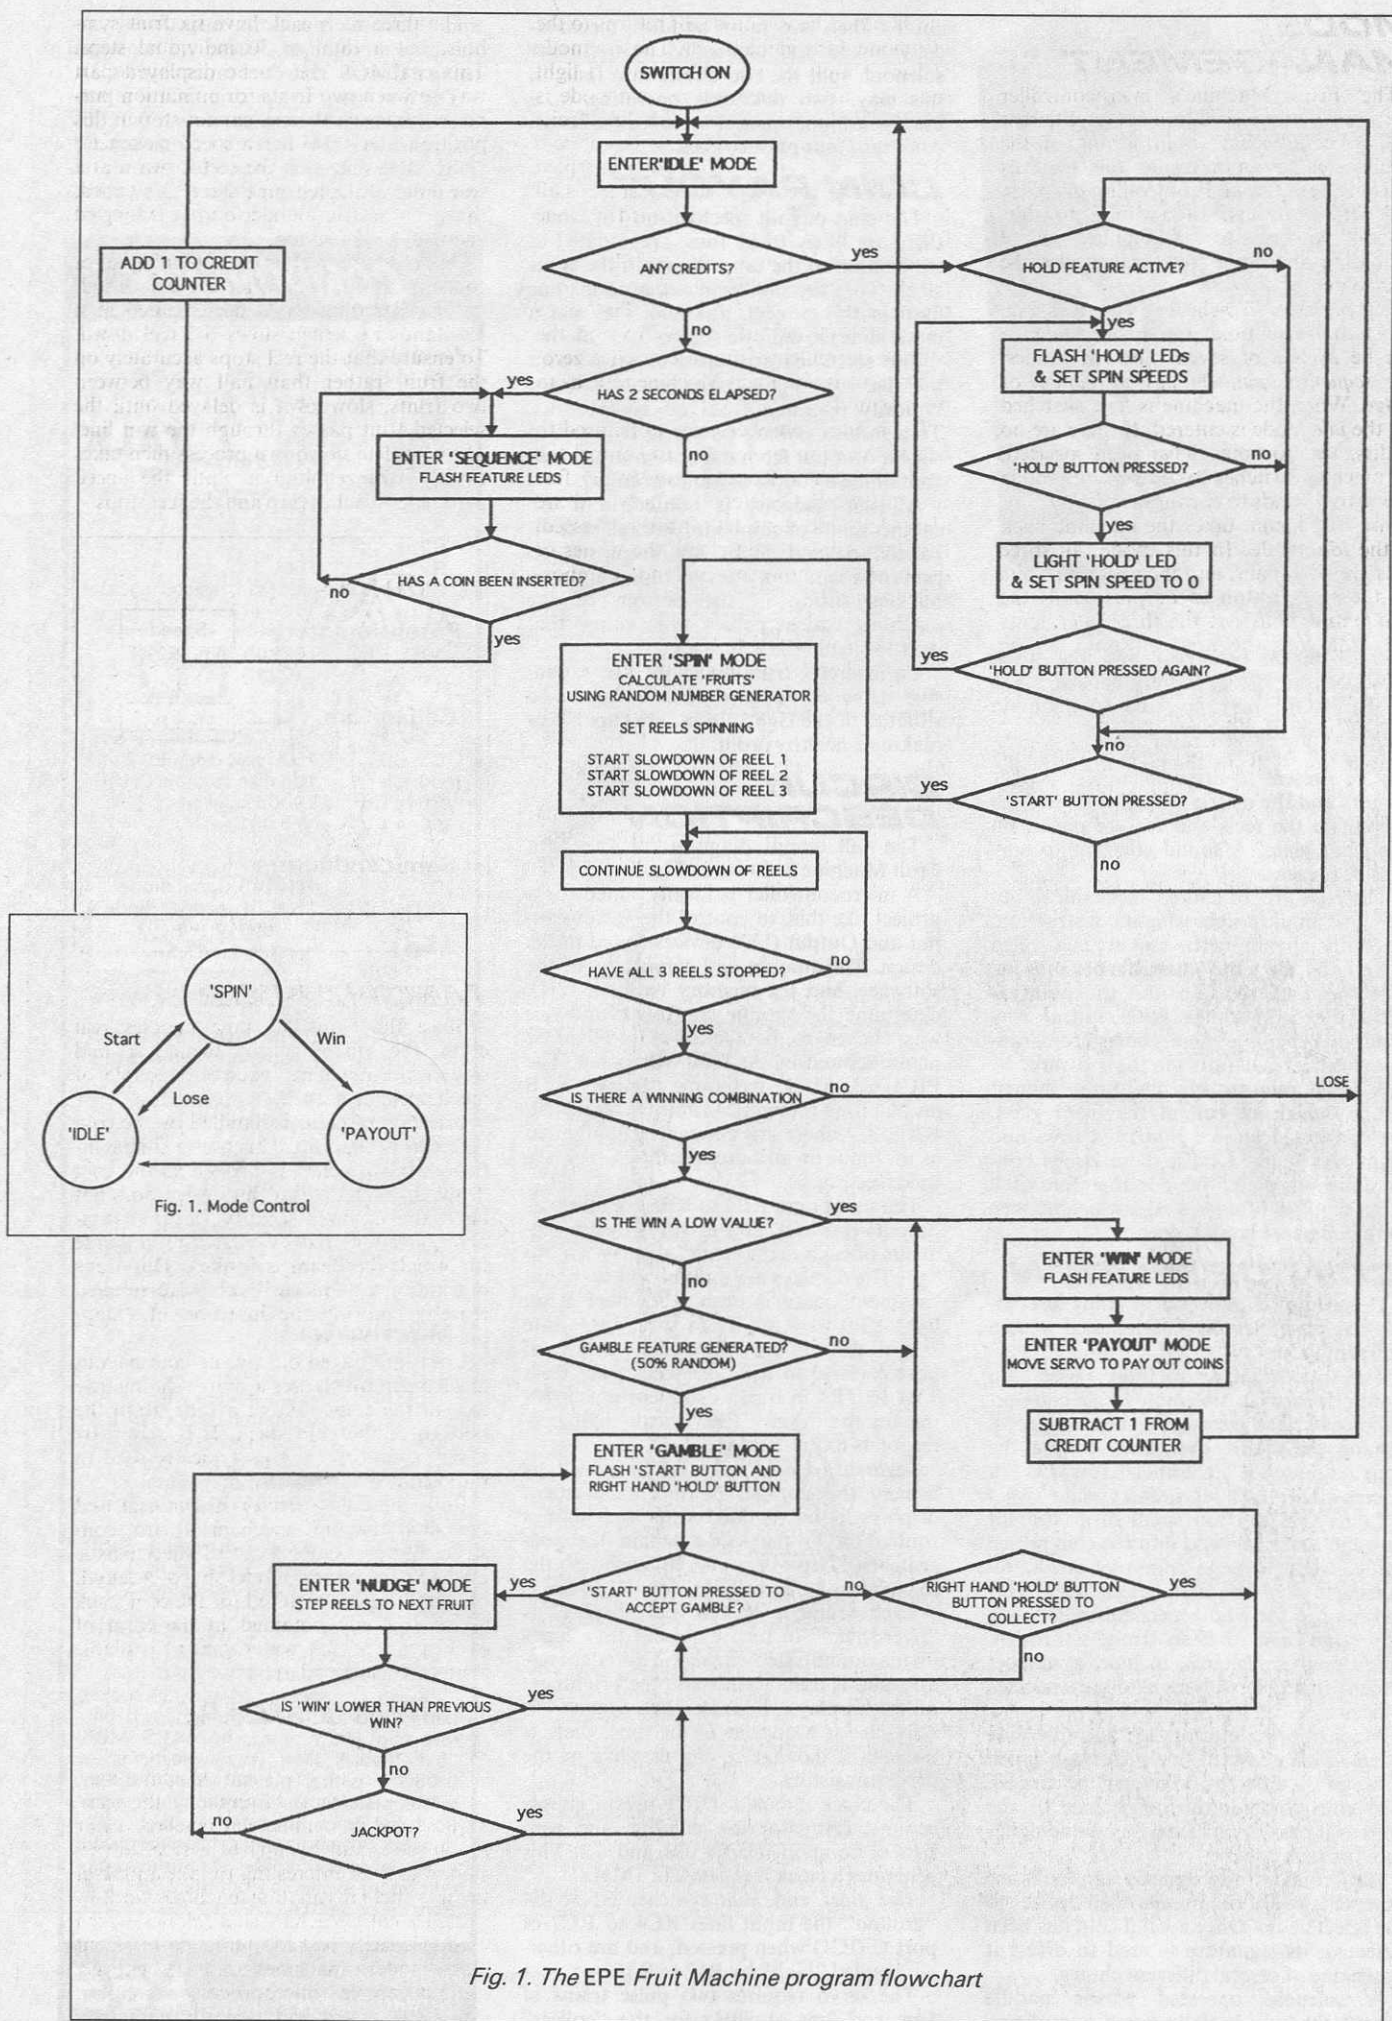 SWITCH ON
ENTER'IDLE' MODE
ADD 1 TO CREDIT
COUNTER
ANY CREDITS?
yes
HOLD FEATURE ACTIVE?
no
no
yes
FLASH 'HOLD' LEDs
& SET SPIN SPEEDS
yes
HAS 2 SECONDS ELAPSED?
no
ENTER 'SEQUENCE' MODE
FLASH FEATURE LEDS
'HOLD' BUTTON PRESSED?
no
yes
HAS A COIN BEEN INSERTED?
no
yes
LIGHT 'HOLD' LED
& SET SPIN SPEED TO 0
ENTER 'SPIN' MODE
CALCULATE 'FRUITS'
USING RANDOM NUMBER GENERATOR
SET REELS SPINNING
START SLOWDOWN OF REEL 1
START SLOWDOWN OF REEL 2
START SLOWDOWN OF REEL 3
yes
'HOLD' BUTTON PRESSED AGAIN?
no
yes
'START' BUTTON PRESSED?
no
CONTINUE SLOWDOWN OF REELS
HAVE ALL 3 REELS STOPPED?
no
yes
'SPIN'
Start
Win
Lose
'IDLE'
'PAYOUT'
Fig. 1. Mode Control
IS THERE A WINNING COMBINATION
no
LOSE
yes
IS THE WIN A LOW VALUE?
yes
no
ENTER 'WIN' MODE
FLASH FEATURE LEDS
GAMBLE FEATURE GENERATED?
(50% RANDOM)
no
yes
ENTER 'PAYOUT' MODE
MOVE SERVO TO PAY OUT COINS
SUBTRACT 1 FROM
CREDIT COUNTER
ENTER 'GAMBLE' MODE
FLASH 'START' BUTTON AND
RIGHT HAND 'HOLD' BUTTON
ENTER 'NUDGE' MODE
STEP REELS TO NEXT FRUIT
yes
'START' BUTTON PRESSED TO
ACCEPT GAMBLE?
no
RIGHT HAND 'HOLD' BUTTON
BUTTON PRESSED TO
COLLECT?
yes
no
IS 'WIN' LOWER THAN PREVIOUS
WIN?
yes
no
JACKPOT?
no
yes
Fig. 1. The EPE Fruit Machine program flowchart